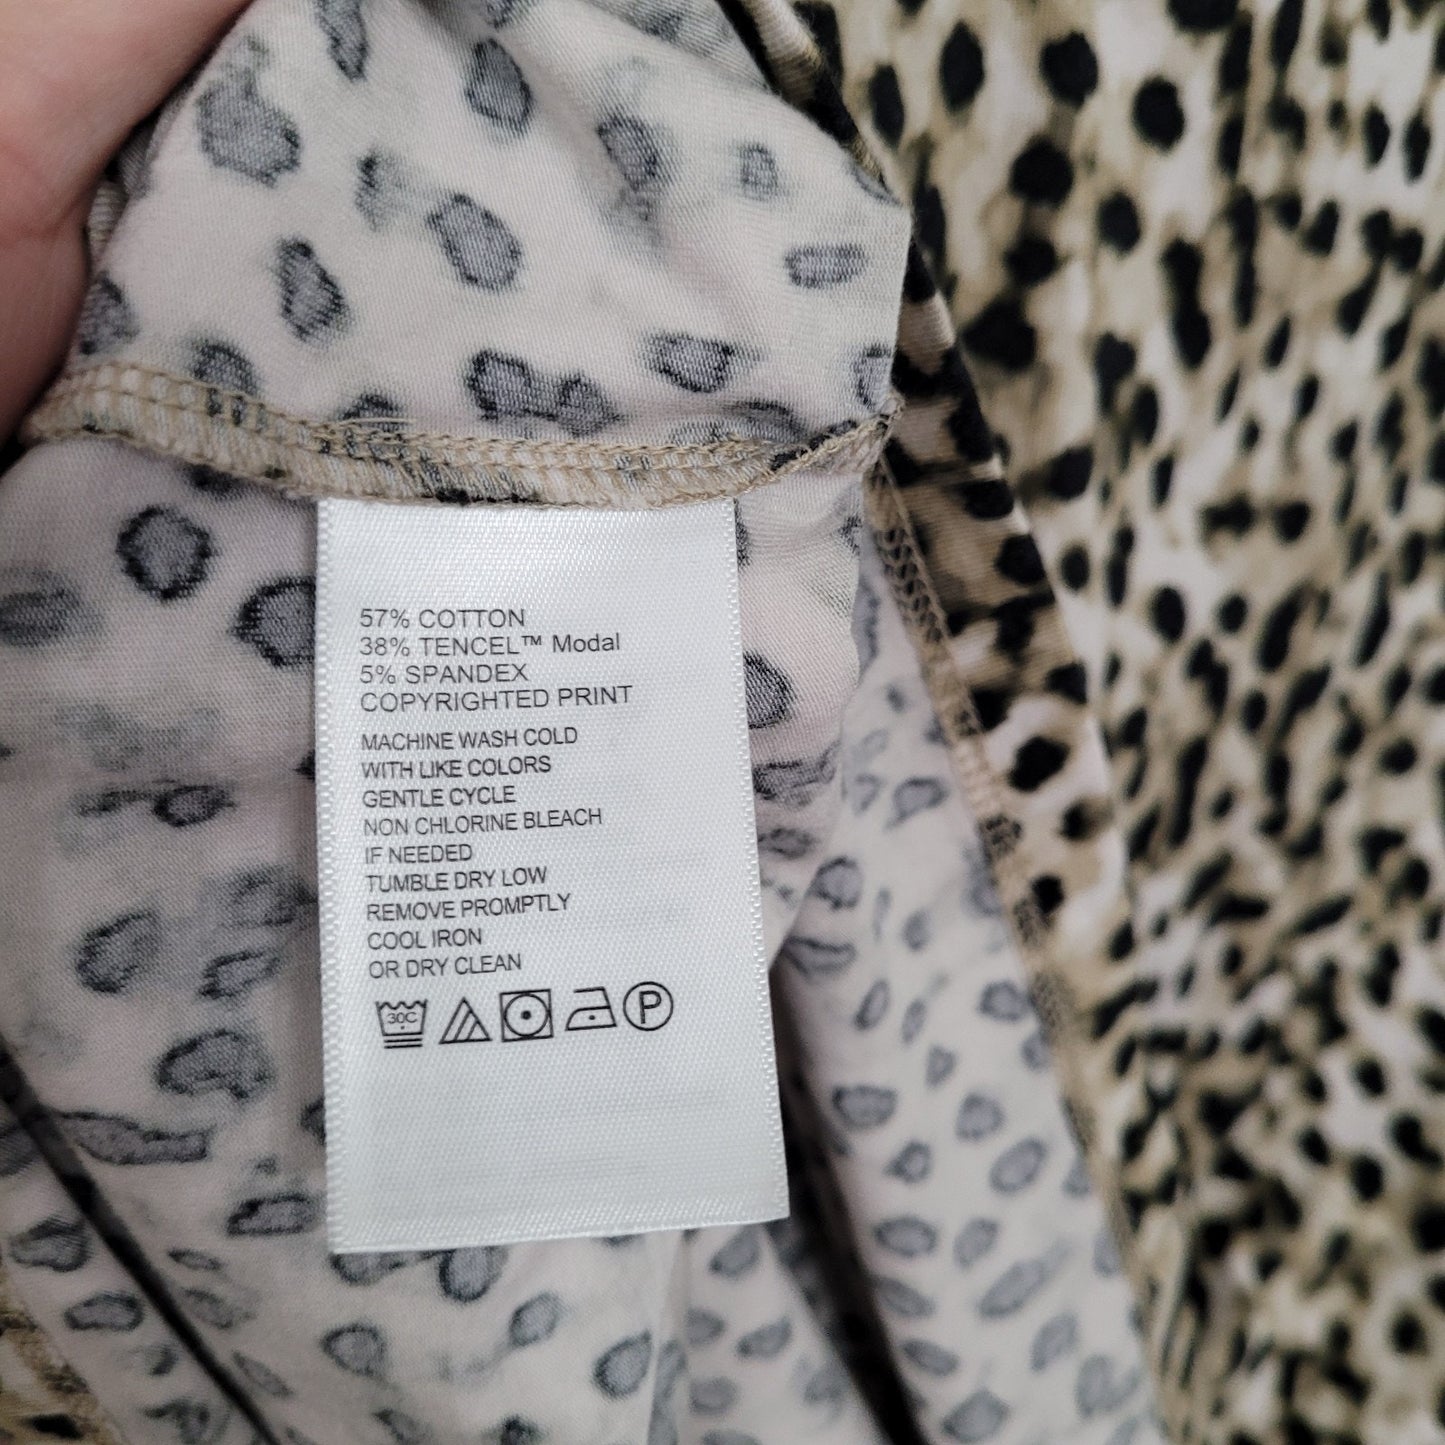 57% COTTON
38% TENCEL™ Modal
5% SPANDEX
COPYRIGHTED PRINT
MACHINE WASH COLD
WITH LIKE COLORS
GENTLE CYCLE
NON CHLORINE BLEACH
IF NEEDED
TUMBLE DRY LOW
REMOVE PROMPTLY
COOL IRON
OR DRY CLEAN
30C P